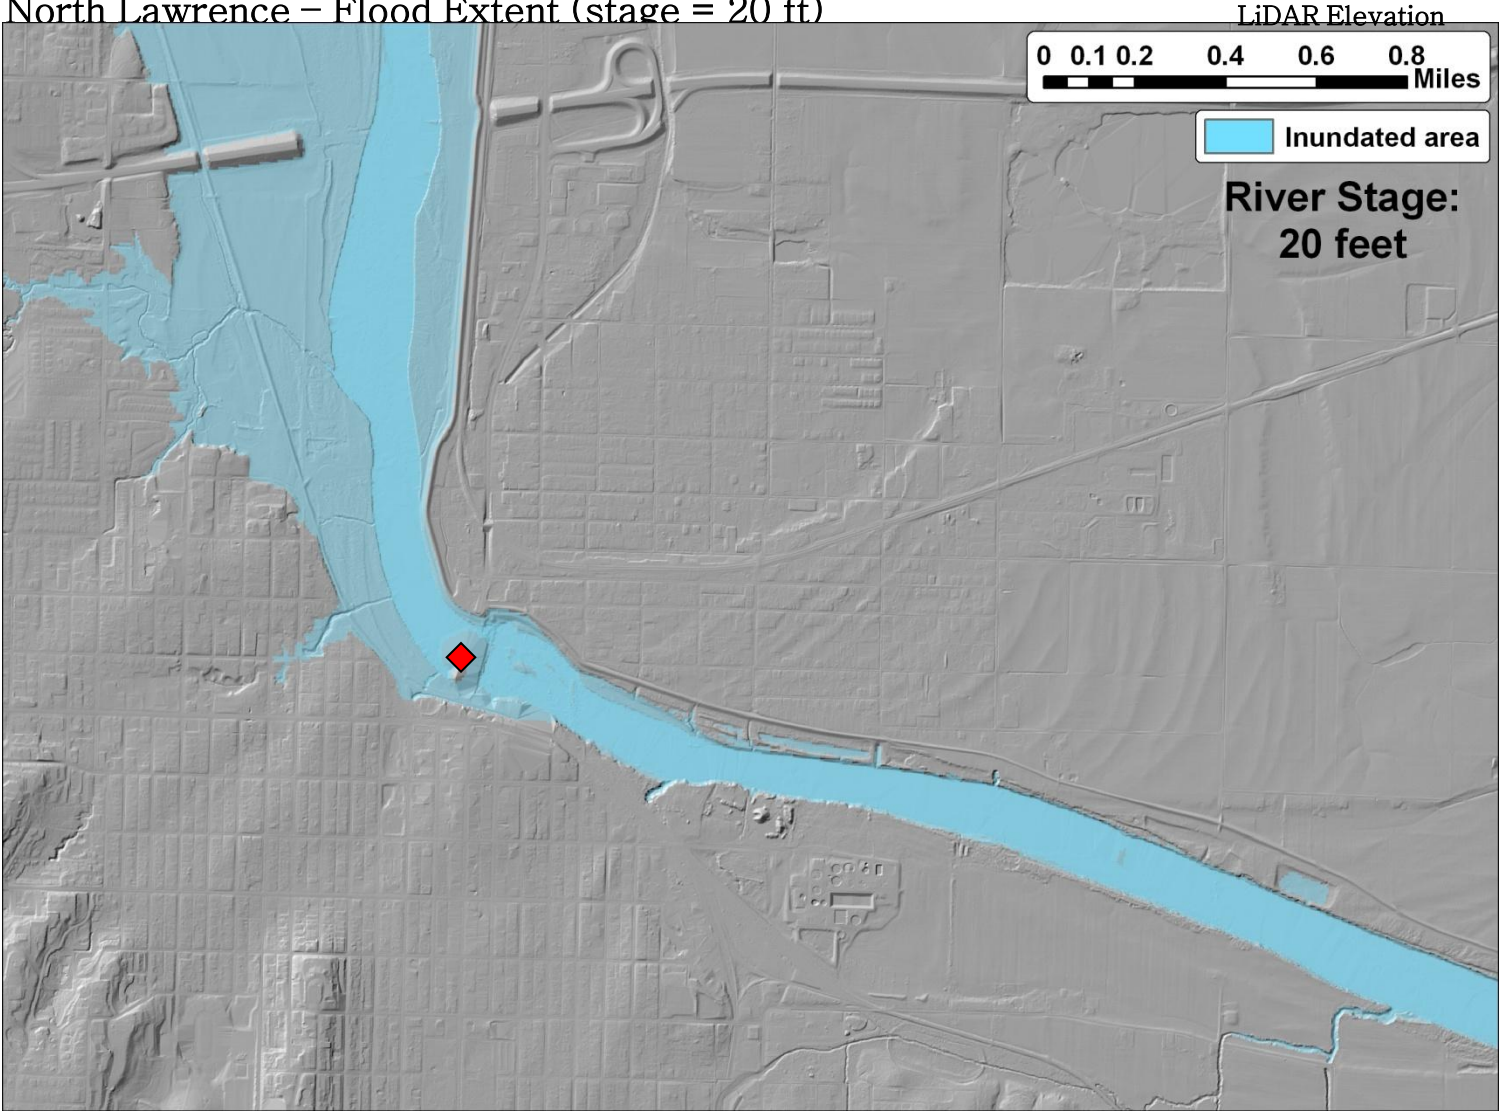 North Lawrence – Flood Extent (stage = 20 ft)
LiDAR Elevation
0 0.1 0.2 0.4 0.6 0.8
Miles
Inundated area
River Stage:
20 feet